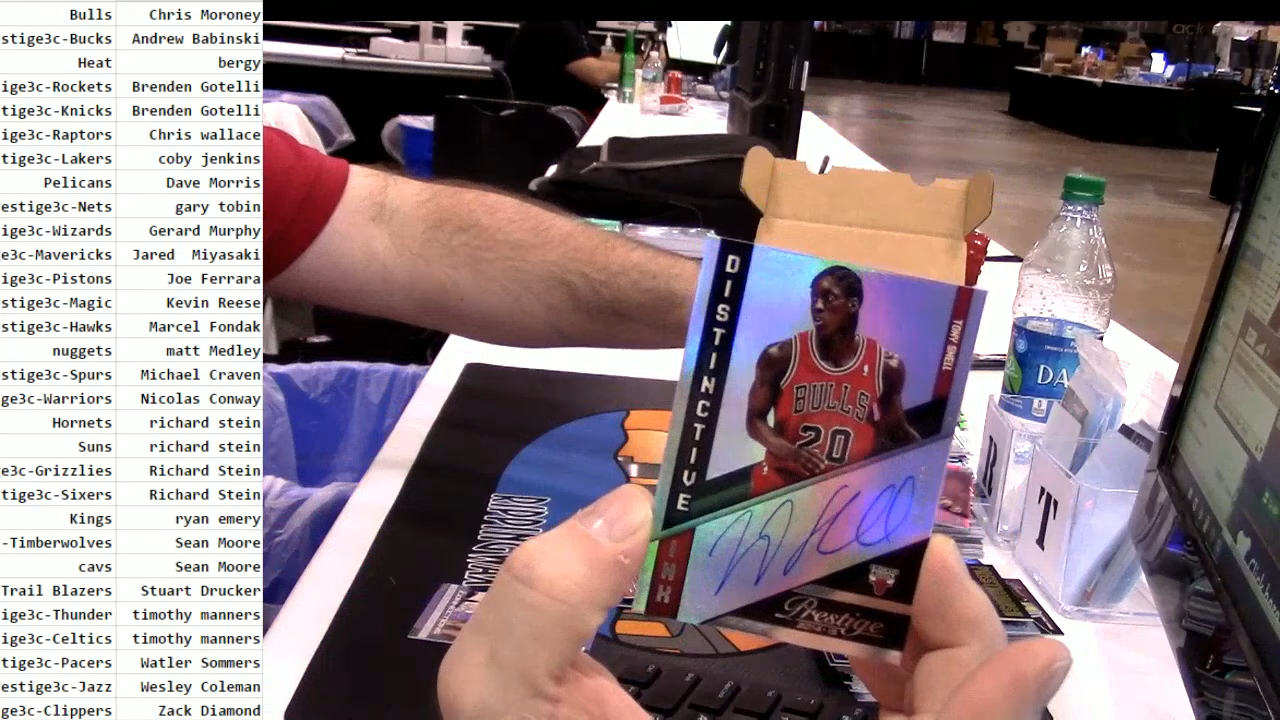 Bulls Chris Moroney
stige3c-Bucks Andrew Babinski
Heat bergy
ige3c-Rockets Brenden Gotelli
ige3c-Knicks Brenden Gotelli
ige3c-Raptors Chris wallace
tige3c-Lakers coby jenkins
Pelicans Dave Morris
estige3c-Nets gary tobin
ige3c-Wizards Gerard Murphy
e3c-Mavericks Jared Miyasaki
ige3c-Pistons Joe Ferrara
stige3c-Magic Kevin Reese
stige3c-Hawks Marcel Fondak
nuggets matt Medley
stige3c-Spurs Michael Craven
ge3c-Warriors Nicolas Conway
Hornets richard stein
Suns richard stein
e3c-Grizzlies Richard Stein
tige3c-Sixers Richard Stein
Kings ryan emery
-Timberwolves Sean Moore
cavs Sean Moore
Trail Blazers Stuart Drucker
ige3c-Thunder timothy manners
ige3c-Celtics timothy manners
tige3c-Pacers Watler Sommers
estige3c-Jazz Wesley Coleman
ge3c-Clippers Zack Diamond
DISTINCTIVE
INK
TONY SNELL
BULLS
20
Prestige
DA
R
T